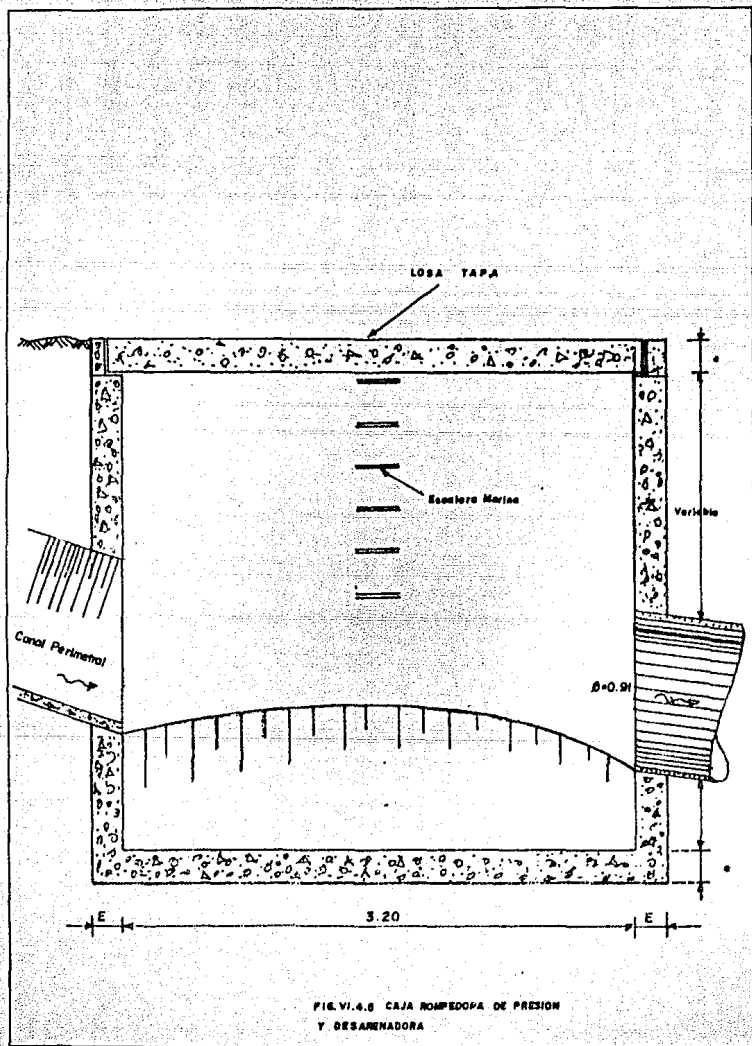 LOSA TAPA
e
Escalera Marina
Variable
Canal Perimetral
Ø=0.91
e
E
3.20
E
FIG. VI.4.6 CAJA ROMPEDORA DE PRESION
Y DESARENADORA